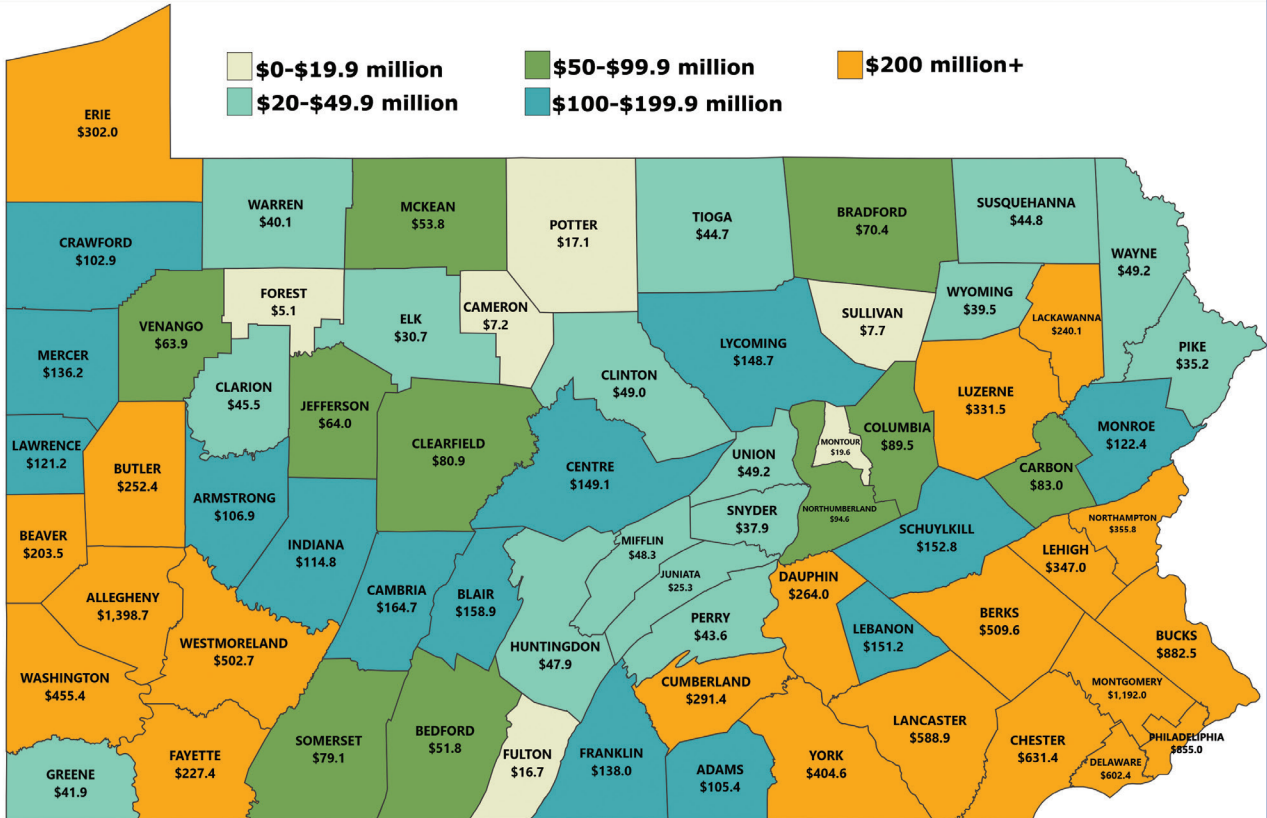 $0-$19.9 million
$50-$99.9 million
$200 million+
$20-$49.9 million
$100-$199.9 million
ERIE
$302.0
WARREN
$40.1
MCKEAN
$53.8
POTTER
$17.1
TIOGA
$44.7
BRADFORD
$70.4
SUSQUEHANNA
$44.8
WAYNE
$49.2
CRAWFORD
$102.9
FOREST
$5.1
CAMERON
$7.2
ELK
$30.7
WYOMING
$39.5
SULLIVAN
$7.7
LACKAWANNA
$240.1
VENANGO
$63.9
MERCER
$136.2
LYCOMING
$148.7
PIKE
$35.2
CLARION
$45.5
CLINTON
$49.0
LUZERNE
$331.5
JEFFERSON
$64.0
COLUMBIA
$89.5
MONROE
$122.4
LAWRENCE
$121.2
CLEARFIELD
$80.9
MONTOUR
$19.6
BUTLER
$252.4
CENTRE
$149.1
UNION
$49.2
CARBON
$83.0
ARMSTRONG
$106.9
SNYDER
$37.9
NORTHUMBERLAND
$94.6
NORTHAMPTON
$355.8
BEAVER
$203.5
INDIANA
$114.8
MIFFLIN
$48.3
SCHUYLKILL
$152.8
LEHIGH
$347.0
JUNIATA
$25.3
DAUPHIN
$264.0
ALLEGHENY
$1,398.7
CAMBRIA
$164.7
BLAIR
$158.9
PERRY
$43.6
LEBANON
$151.2
BERKS
$509.6
BUCKS
$882.5
WESTMORELAND
$502.7
HUNTINGDON
$47.9
WASHINGTON
$455.4
CUMBERLAND
$291.4
MONTGOMERY
$1,192.0
SOMERSET
$79.1
BEDFORD
$51.8
LANCASTER
$588.9
CHESTER
$631.4
PHILADELIPHIA
$855.0
GREENE
$41.9
FAYETTE
$227.4
FULTON
$16.7
FRANKLIN
$138.0
ADAMS
$105.4
YORK
$404.6
DELAWARE
$602.4